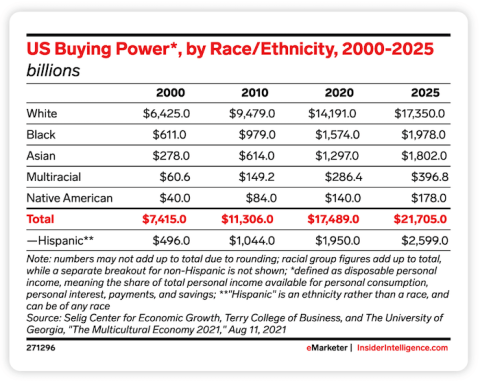 US Buying Power*, by Race/Ethnicity, 2000-2025
billions
2000 2010 2020 2025
White $6,425.0 $9,479.0 $14,191.0 $17,350.0
Black $611.0 $979.0 $1,574.0 $1,978.0
Asian $278.0 $614.0 $1,297.0 $1,802.0
Multiracial $60.6 $149.2 $286.4 $396.8
Native American $40.0 $84.0 $140.0 $178.0
Total $7,415.0 $11,306.0 $17,489.0 $21,705.0
—Hispanic** $496.0 $1,044.0 $1,950.0 $2,599.0
Note: numbers may not add up to total due to rounding; racial group figures add up to total,
while a separate breakout for non-Hispanic is not shown; *defined as disposable personal
income, meaning the share of total personal income available for personal consumption,
personal interest, payments, and savings; **"Hispanic" is an ethnicity rather than a race, and
can be of any race
Source: Selig Center for Economic Growth, Terry College of Business, and The University of
Georgia, "The Multicultural Economy 2021," Aug 11, 2021
271296 eMarketer | InsiderIntelligence.com